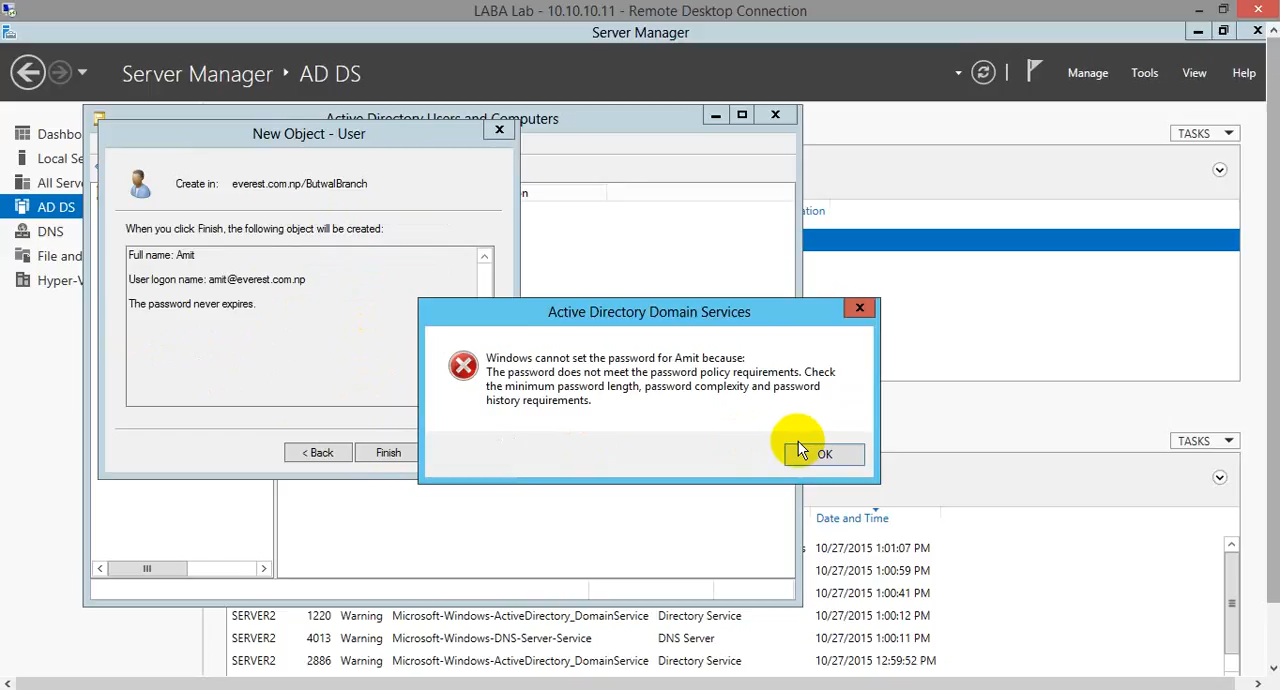 LABA Lab - 10.10.10.11 - Remote Desktop Connection
Server Manager
Server Manager AD DS
Manage Tools View Help
Dashbo
Local Se
All Serve
AD DS
DNS
File and
Hyper-V
TASKS
Active Directory Users and Computers
New Object - User
Create in: everest.com.np/ButwalBranch
When you click Finish, the following object will be created:
Full name: Amit
User logon name: amit@everest.com.np
The password never expires.
< Back Finish
Active Directory Domain Services
Windows cannot set the password for Amit because:
The password does not meet the password policy requirements. Check
the minimum password length, password complexity and password
history requirements.
OK
TASKS
Date and Time
10/27/2015 1:01:07 PM
10/27/2015 1:00:59 PM
10/27/2015 1:00:41 PM
SERVER2 1220 Warning Microsoft-Windows-ActiveDirectory_DomainService Directory Service 10/27/2015 1:00:12 PM
SERVER2 4013 Warning Microsoft-Windows-DNS-Server-Service DNS Server 10/27/2015 1:00:11 PM
SERVER2 2886 Warning Microsoft-Windows-ActiveDirectory_DomainService Directory Service 10/27/2015 12:59:52 PM